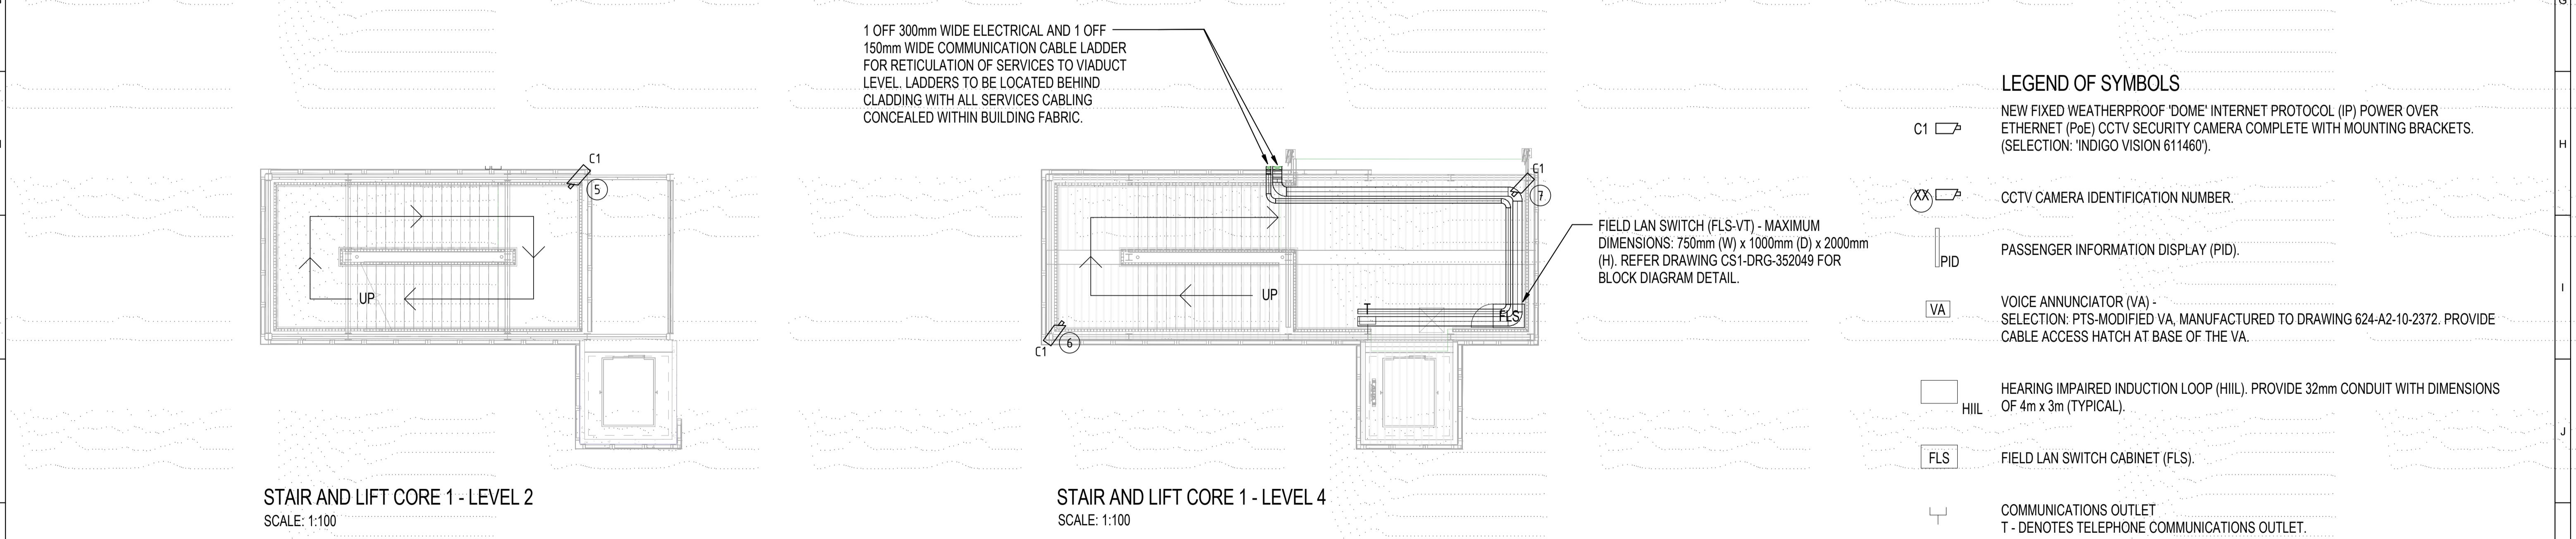 1 OFF 300mm WIDE ELECTRICAL AND 1 OFF
150mm WIDE COMMUNICATION CABLE LADDER
FOR RETICULATION OF SERVICES TO VIADUCT
LEVEL. LADDERS TO BE LOCATED BEHIND
CLADDING WITH ALL SERVICES CABLING
CONCEALED WITHIN BUILDING FABRIC.
C1
5
UP
STAIR AND LIFT CORE 1 - LEVEL 2
SCALE: 1:100
C1
7
UP
T
FLS
C1
6
FIELD LAN SWITCH (FLS-VT) - MAXIMUM
DIMENSIONS: 750mm (W) x 1000mm (D) x 2000mm
(H). REFER DRAWING CS1-DRG-352049 FOR
BLOCK DIAGRAM DETAIL.
STAIR AND LIFT CORE 1 - LEVEL 4
SCALE: 1:100
LEGEND OF SYMBOLS
C1
NEW FIXED WEATHERPROOF 'DOME' INTERNET PROTOCOL (IP) POWER OVER
ETHERNET (PoE) CCTV SECURITY CAMERA COMPLETE WITH MOUNTING BRACKETS.
(SELECTION: 'INDIGO VISION 611460').
XX
CCTV CAMERA IDENTIFICATION NUMBER.
PID
PASSENGER INFORMATION DISPLAY (PID).
VA
VOICE ANNUNCIATOR (VA) -
SELECTION: PTS-MODIFIED VA, MANUFACTURED TO DRAWING 624-A2-10-2372. PROVIDE
CABLE ACCESS HATCH AT BASE OF THE VA.
HIIL
HEARING IMPAIRED INDUCTION LOOP (HIIL). PROVIDE 32mm CONDUIT WITH DIMENSIONS
OF 4m x 3m (TYPICAL).
FLS
FIELD LAN SWITCH CABINET (FLS).
COMMUNICATIONS OUTLET
T - DENOTES TELEPHONE COMMUNICATIONS OUTLET.
G
H
I
J